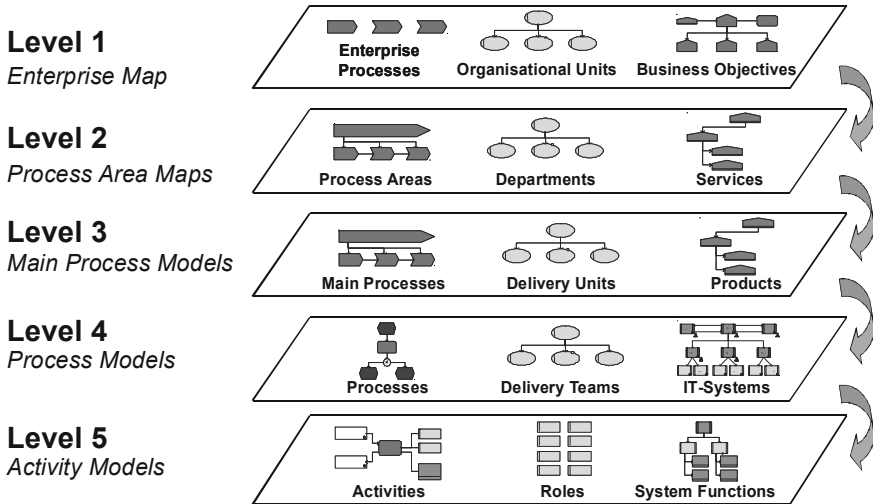 Level 1
Enterprise Map
Enterprise
Processes
Organisational Units
Business Objectives
Level 2
Process Area Maps
Process Areas
Departments
Services
Level 3
Main Process Models
Main Processes
Delivery Units
Products
Level 4
Process Models
Processes
Delivery Teams
IT-Systems
Level 5
Activity Models
Activities
Roles
System Functions